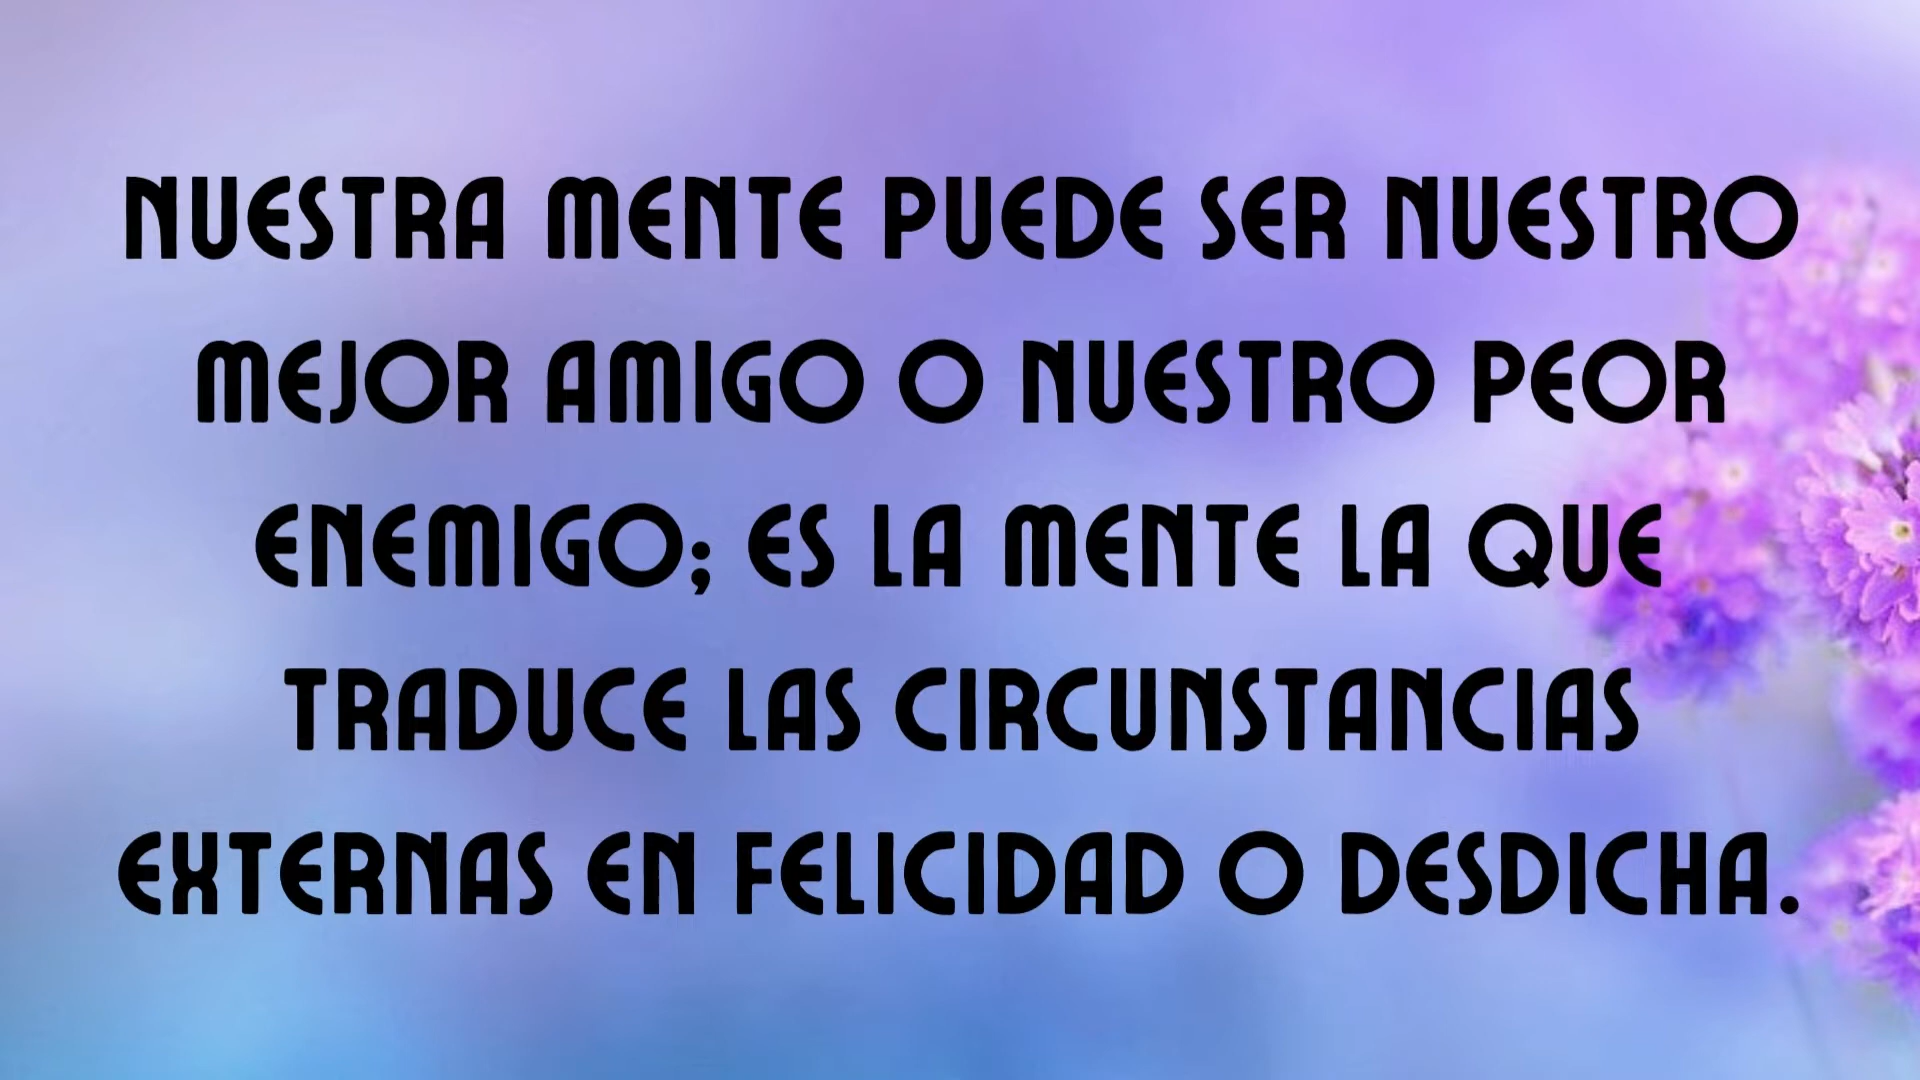 NUESTRA MENTE PUEDE SER NUESTRO
MEJOR AMIGO O NUESTRO PEOR
ENEMIGO; ES LA MENTE LA QUE
TRADUCE LAS CIRCUNSTANCIAS
EXTERNAS EN FELICIDAD O DESDICHA.